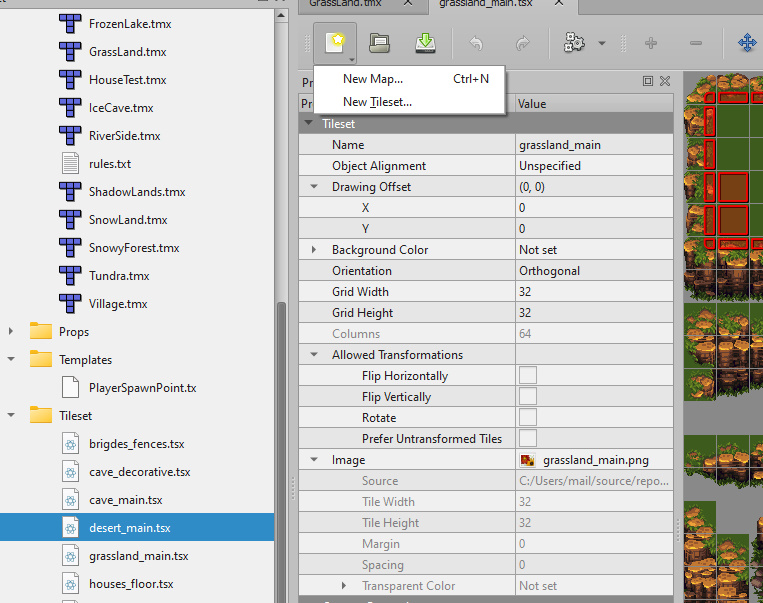 GrassLand.tmx
grassland_main.tsx
FrozenLake.tmx
GrassLand.tmx
HouseTest.tmx
IceCave.tmx
RiverSide.tmx
rules.txt
ShadowLands.tmx
SnowLand.tmx
SnowyForest.tmx
Tundra.tmx
Village.tmx
Props
Templates
PlayerSpawnPoint.tx
Tileset
brigdes_fences.tsx
cave_decorative.tsx
cave_main.tsx
desert_main.tsx
grassland_main.tsx
houses_floor.tsx
New Map... Ctrl+N
New Tileset...
Pr
Pr Value
Tileset
Name grassland_main
Object Alignment Unspecified
Drawing Offset (0, 0)
X 0
Y 0
Background Color Not set
Orientation Orthogonal
Grid Width 32
Grid Height 32
Columns 64
Allowed Transformations
Flip Horizontally
Flip Vertically
Rotate
Prefer Untransformed Tiles
Image grassland_main.png
Source C:/Users/mail/source/repo...
Tile Width 32
Tile Height 32
Margin 0
Spacing 0
Transparent Color Not set